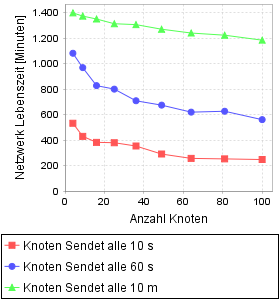 Netzwerk Lebenszeit [Minuten]
1.400
1.200
1.000
800
600
400
200
0
0 20 40 60 80 100
Anzahl Knoten
Knoten Sendet alle 10 s
Knoten Sendet alle 60 s
Knoten Sendet alle 10 m